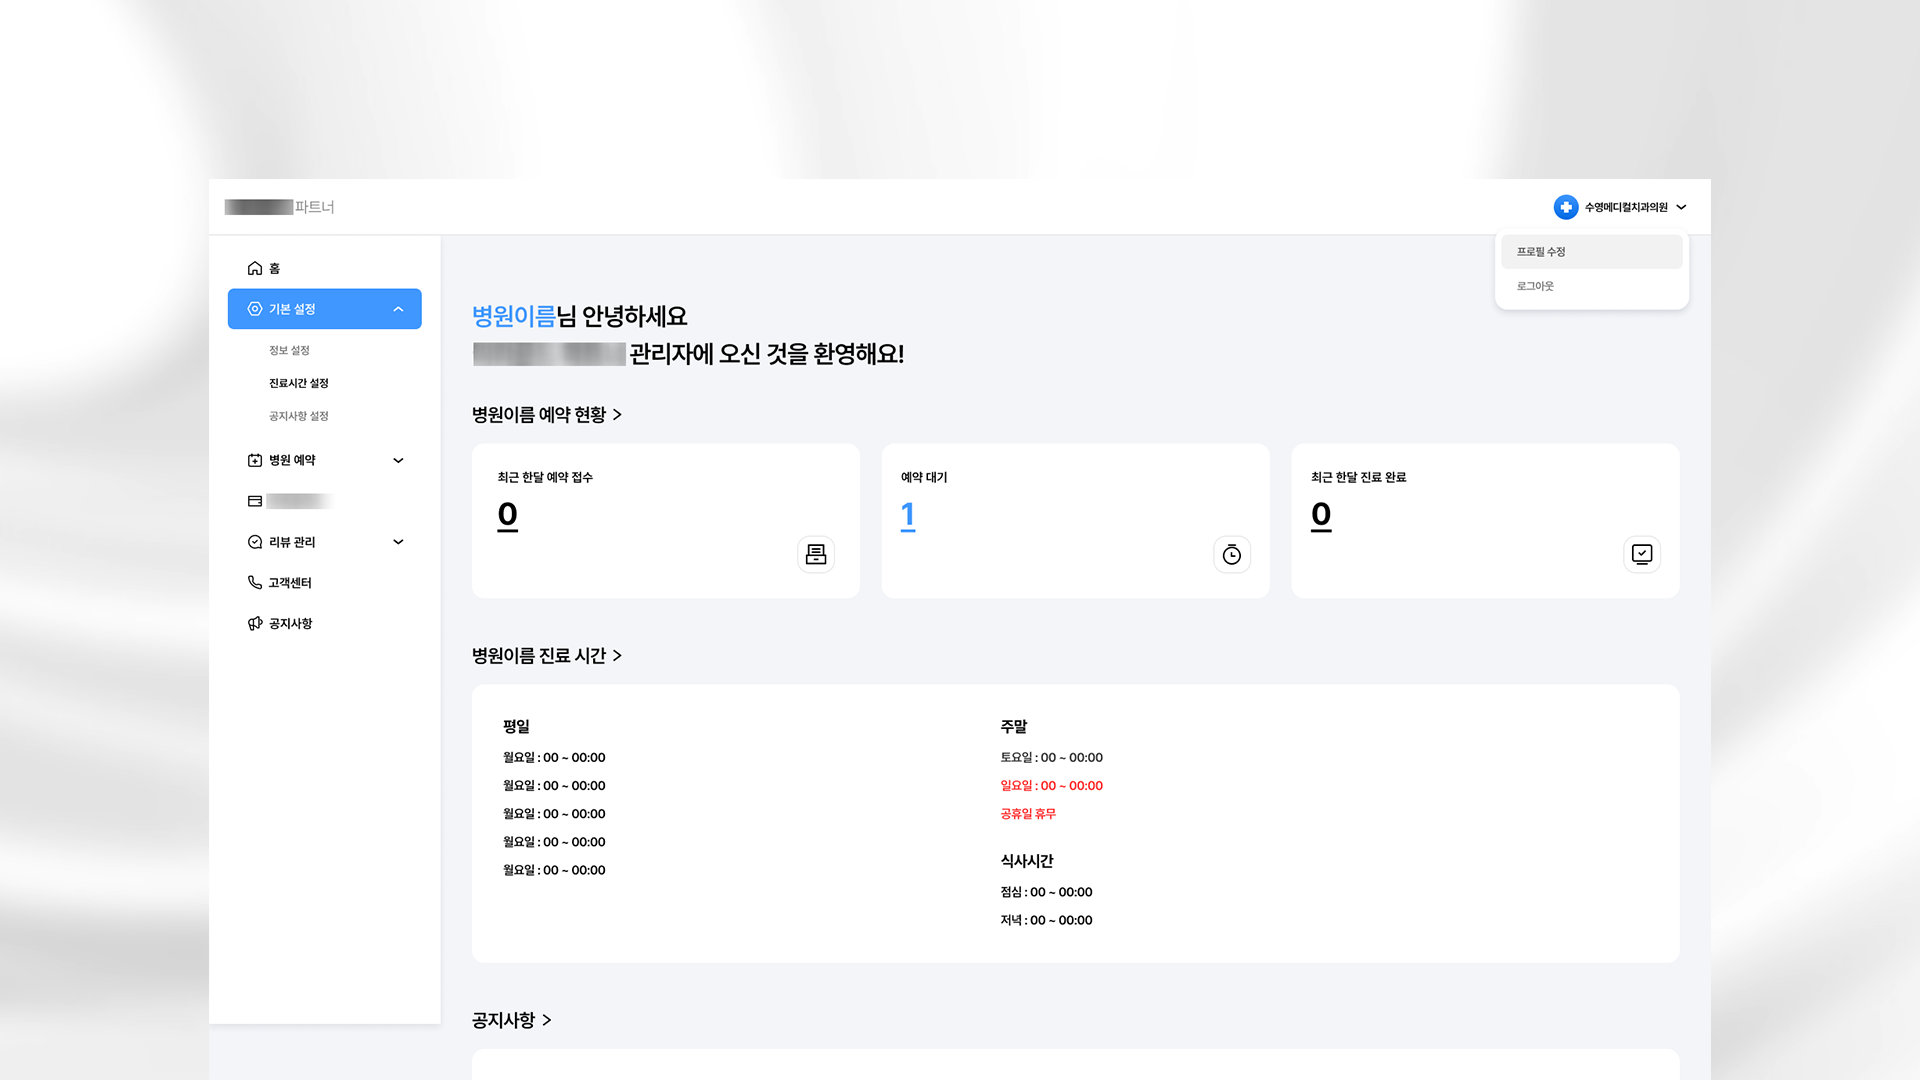 파트너
수영메디컬치과의원
프로필 수정
로그아웃
홈
기본 설정
정보 설정
진료시간 설정
공지사항 설정
병원 예약
리뷰 관리
고객센터
공지사항
병원이름님 안녕하세요
관리자에 오신 것을 환영해요!
병원이름 예약 현황 >
최근 한달 예약 접수
0
예약 대기
1
최근 한달 진료 완료
0
병원이름 진료 시간 >
평일
월요일 : 00 ~ 00:00
월요일 : 00 ~ 00:00
월요일 : 00 ~ 00:00
월요일 : 00 ~ 00:00
월요일 : 00 ~ 00:00
주말
토요일 : 00 ~ 00:00
일요일 : 00 ~ 00:00
공휴일 휴무
식사시간
점심 : 00 ~ 00:00
저녁 : 00 ~ 00:00
공지사항 >